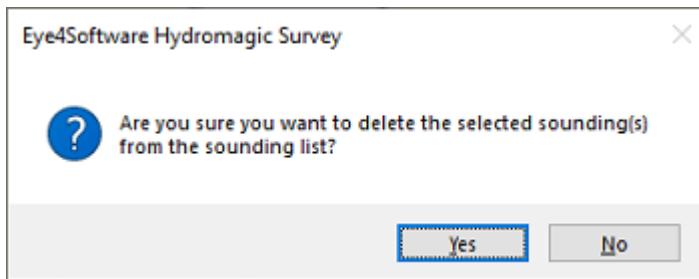 Eye4Software Hydromagic Survey
?
Are you sure you want to delete the selected sounding(s)
from the sounding list?
Yes
No